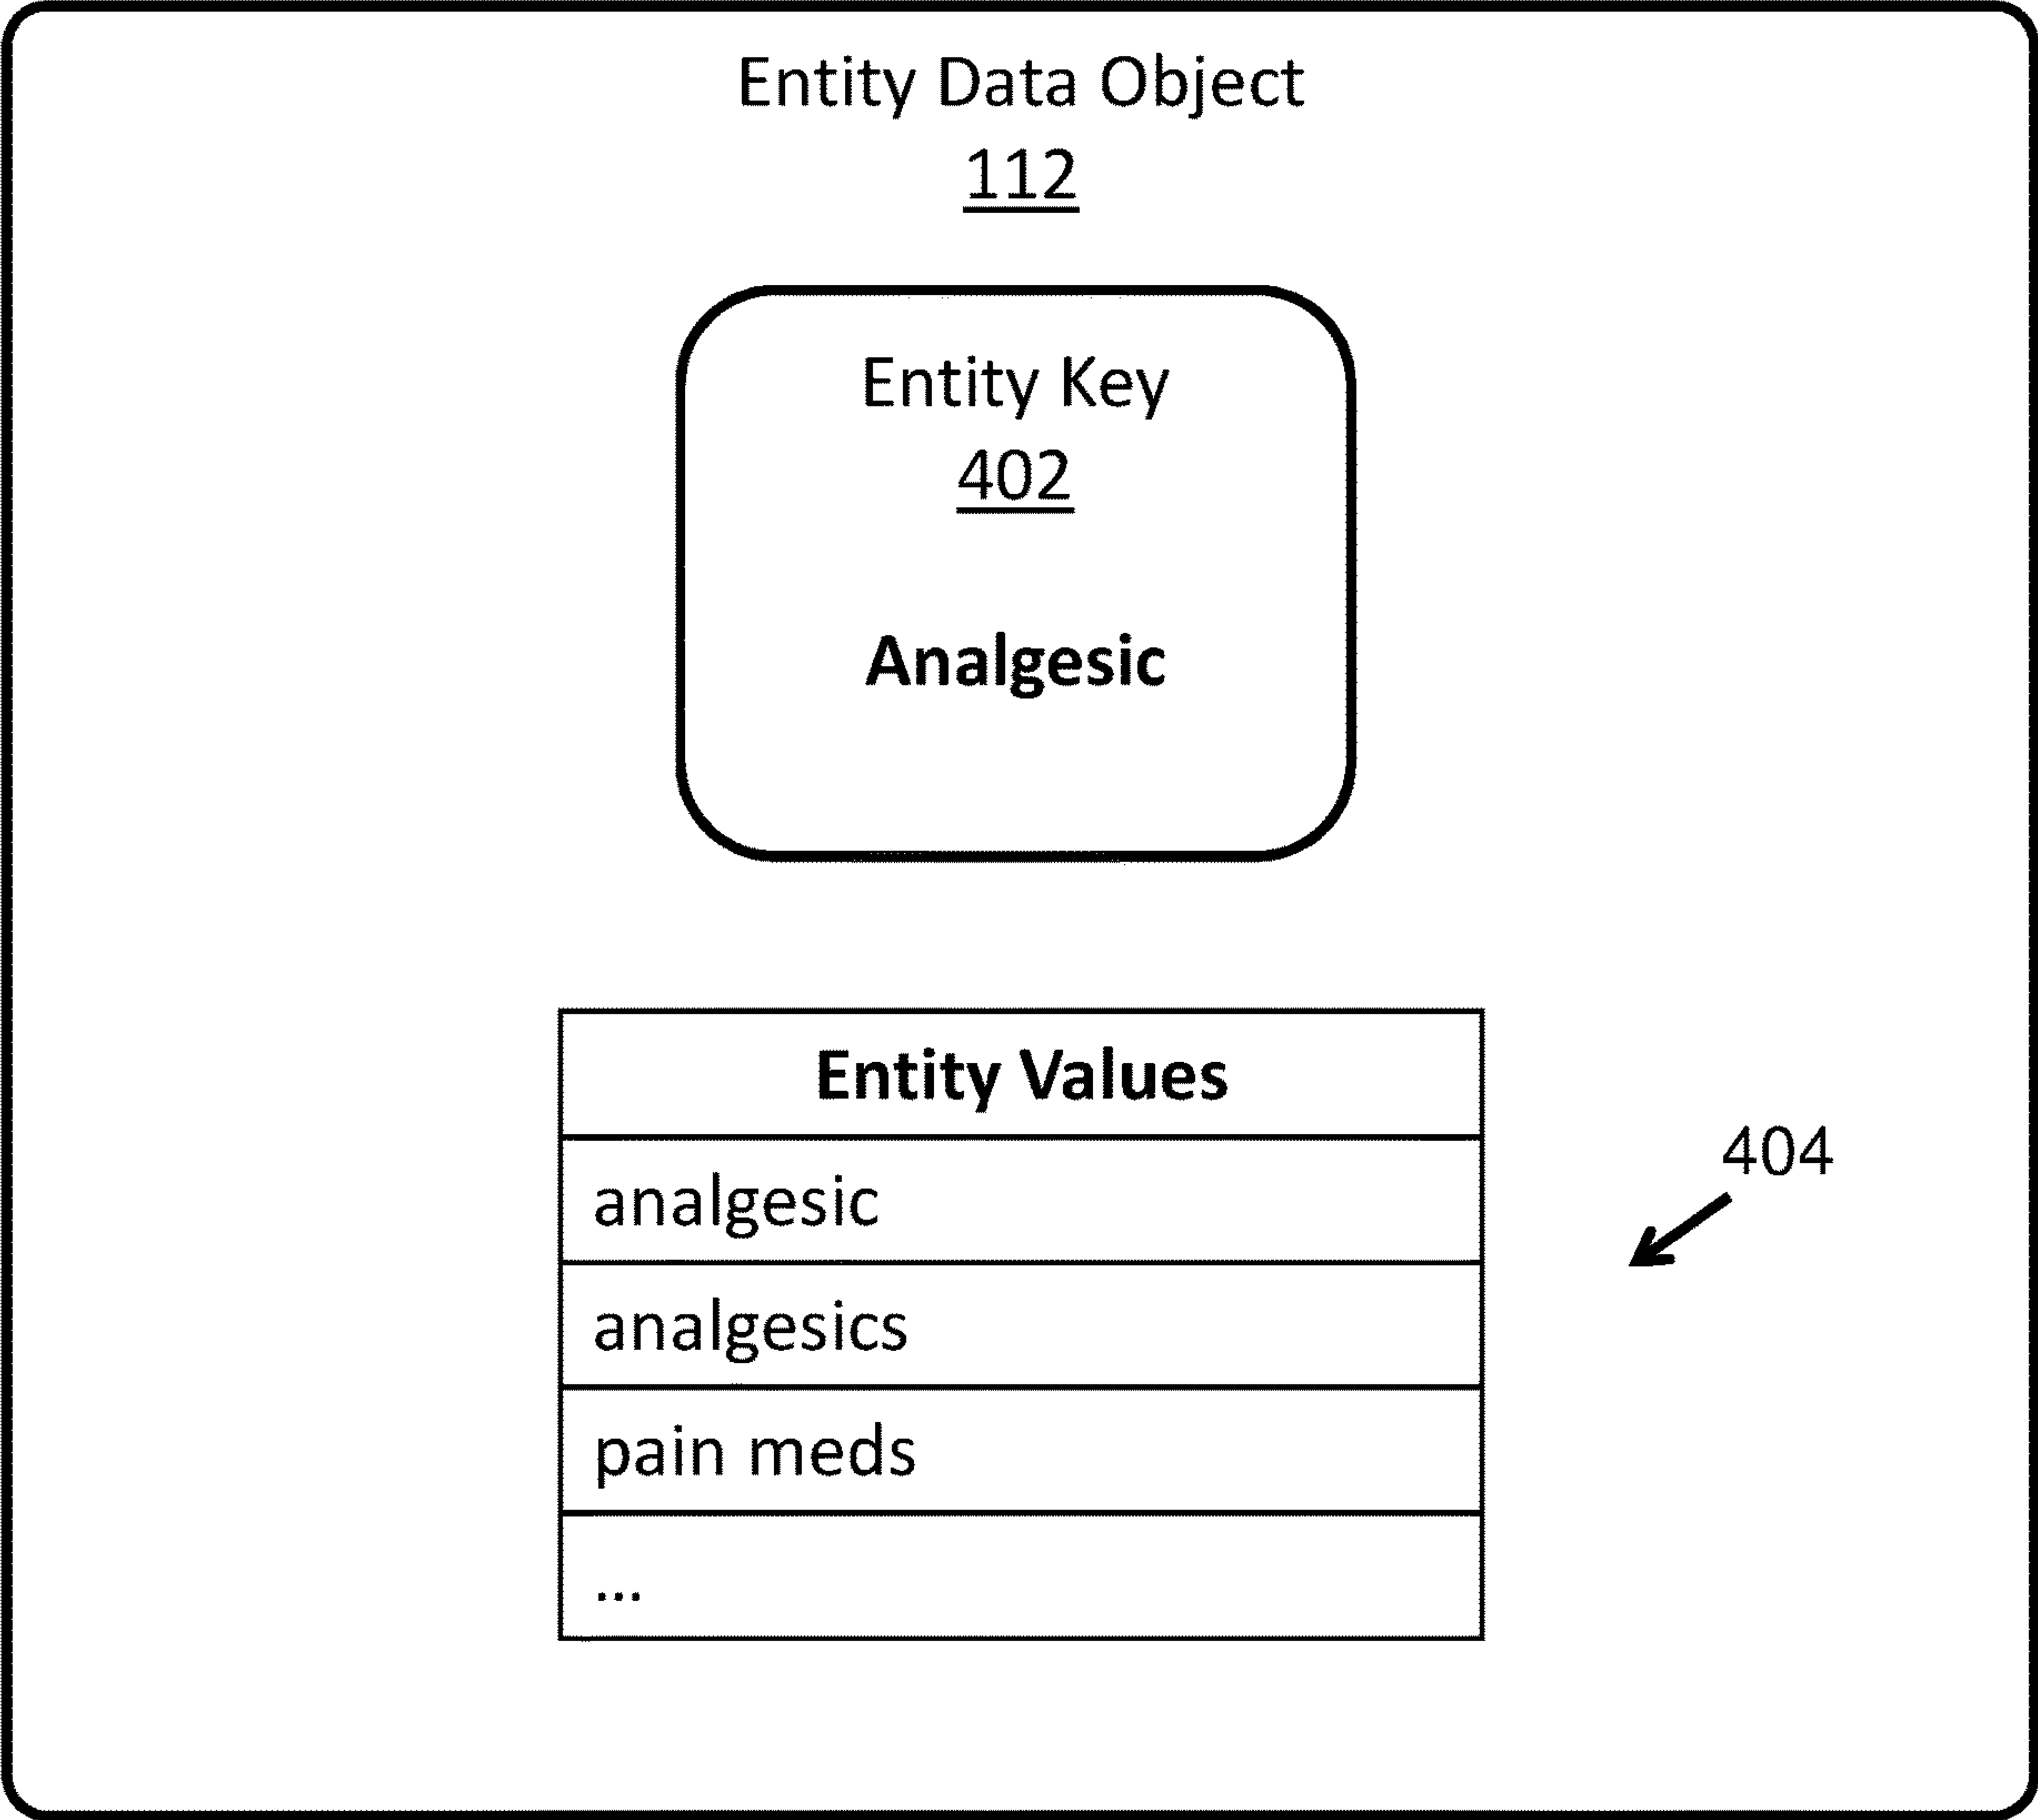 Entity Data Object
112
Entity Key
402
Analgesic
Entity Values
404
analgesic
analgesics
pain meds
...